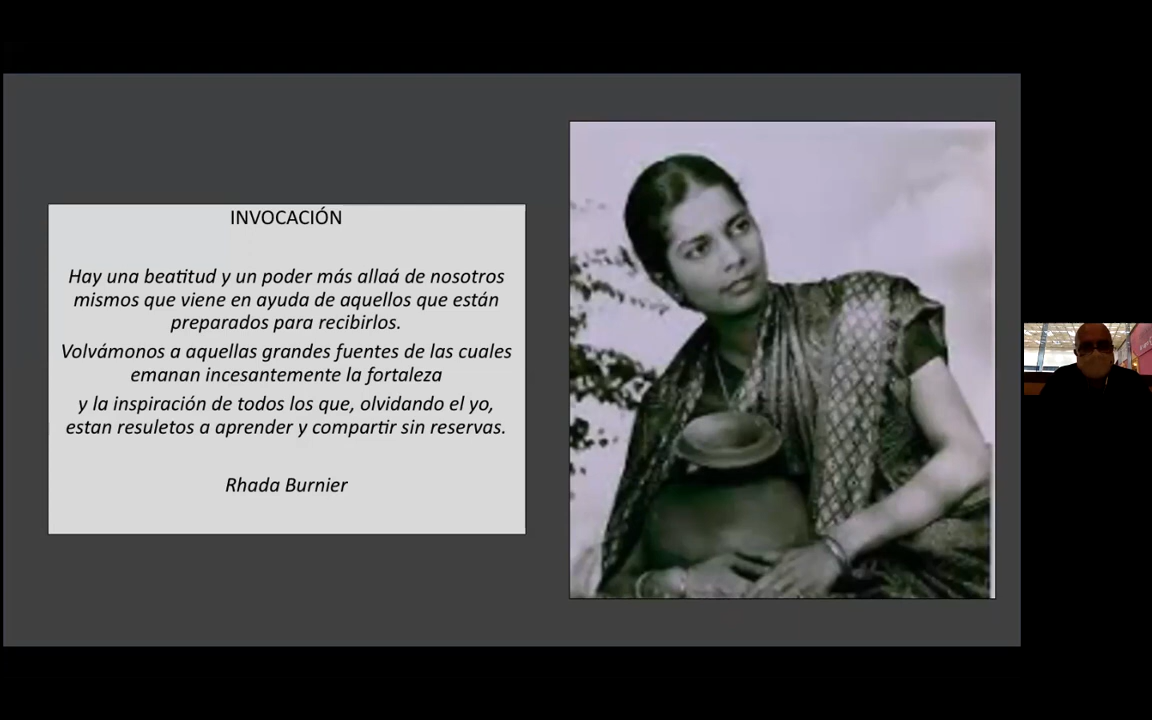 INVOCACIÓN
Hay una beatitud y un poder más allaá de nosotros
mismos que viene en ayuda de aquellos que están
preparados para recibirlos.
Volvámonos a aquellas grandes fuentes de las cuales
emanan incesantemente la fortaleza
y la inspiración de todos los que, olvidando el yo,
estan resuletos a aprender y compartir sin reservas.
Rhada Burnier